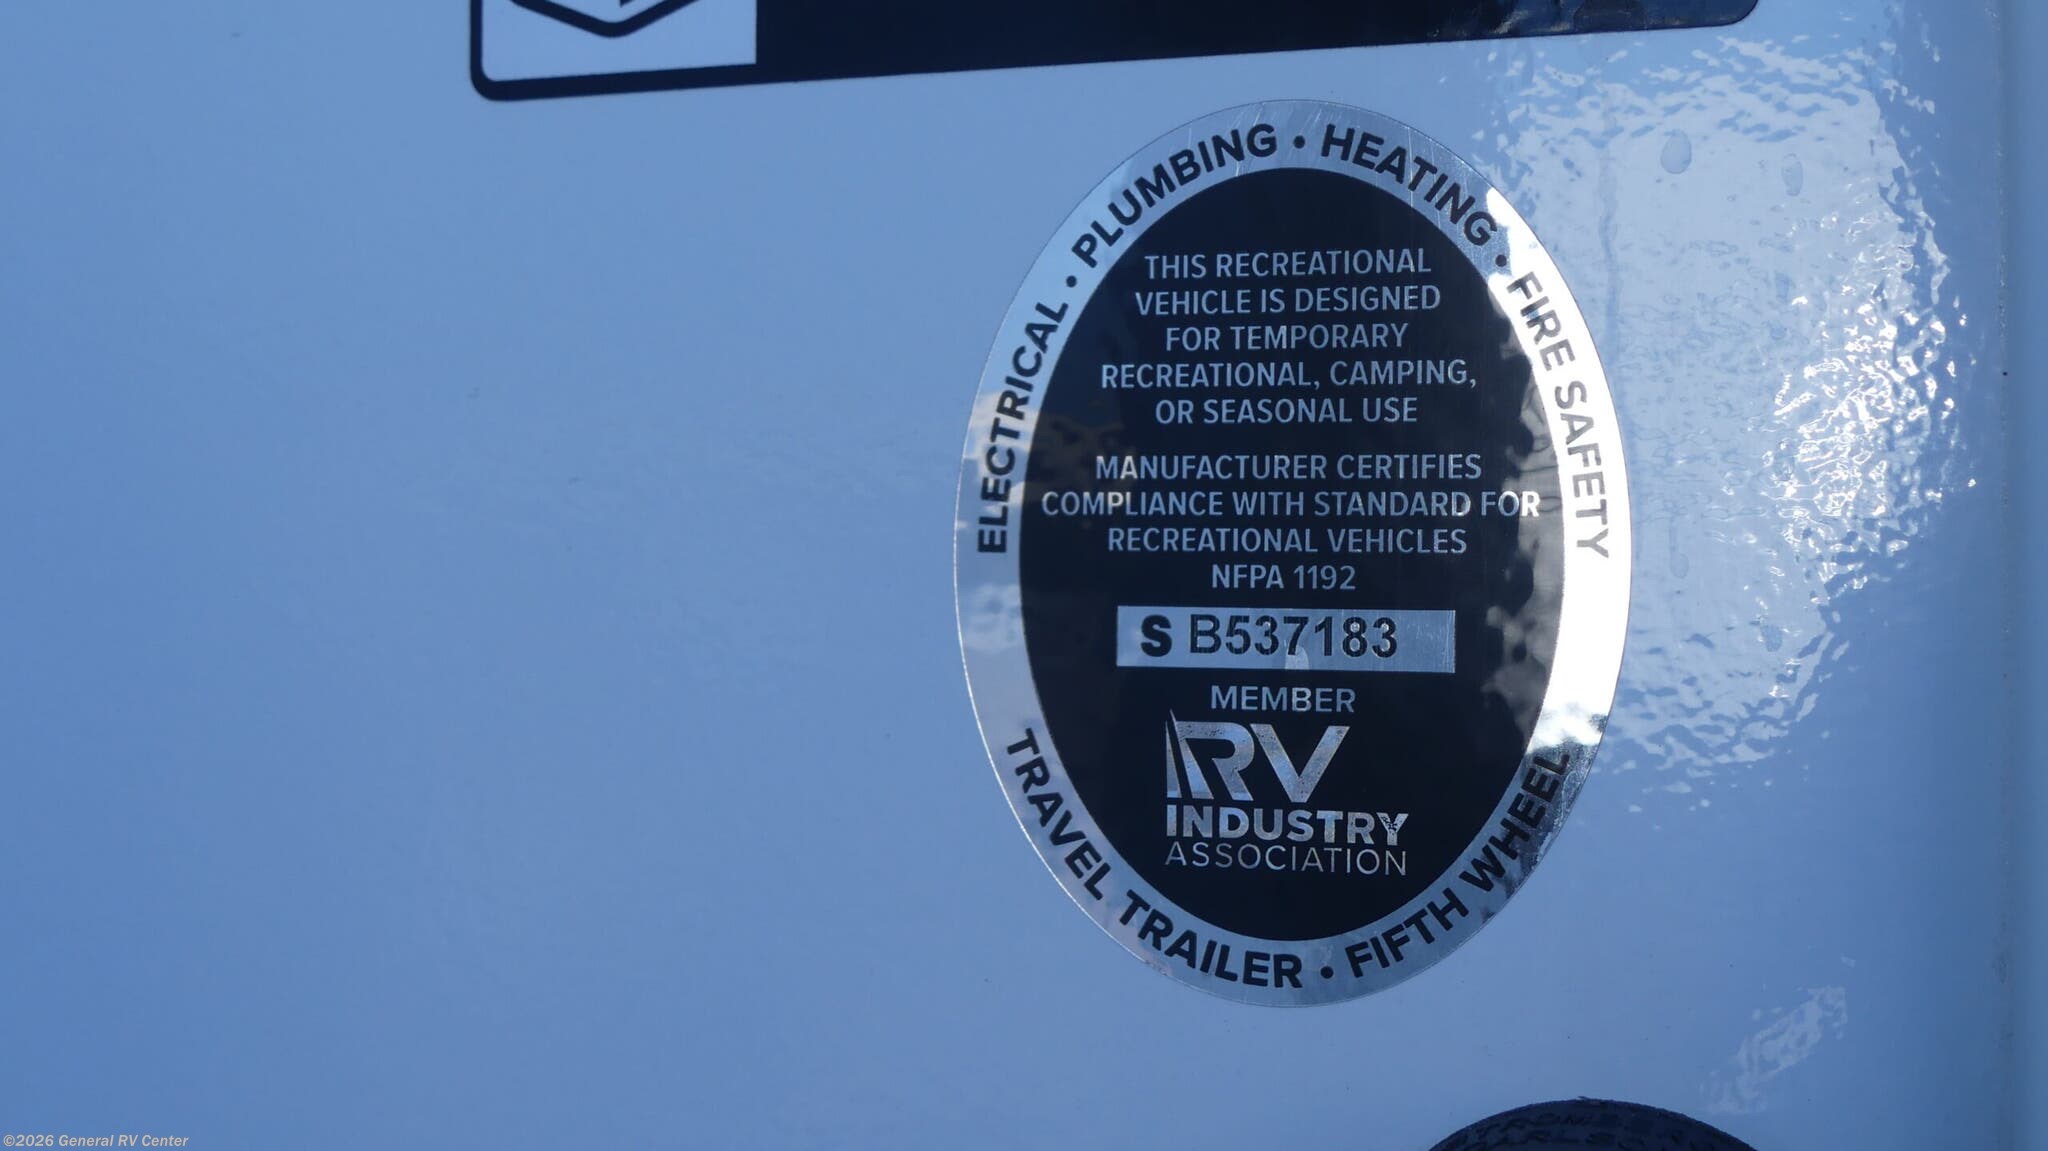 ELECTRICAL • PLUMBING • HEATING • FIRE SAFETY
THIS RECREATIONAL
VEHICLE IS DESIGNED
FOR TEMPORARY
RECREATIONAL, CAMPING,
OR SEASONAL USE
MANUFACTURER CERTIFIES
COMPLIANCE WITH STANDARD FOR
RECREATIONAL VEHICLES
NFPA 1192
S B537183
MEMBER
RV
INDUSTRY
ASSOCIATION
TRAVEL TRAILER • FIFTH WHEEL
©2026 General RV Center